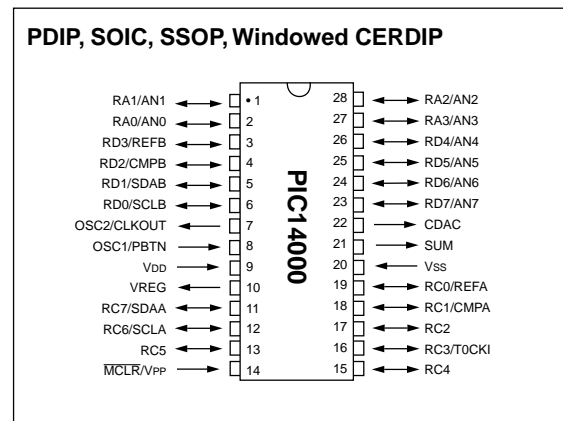 PDIP, SOIC, SSOP, Windowed CERDIP
RA1/AN1 • 1 28 RA2/AN2
RA0/AN0 2 27 RA3/AN3
RD3/REFB 3 26 RD4/AN4
RD2/CMPB 4 25 RD5/AN5
RD1/SDAB 5 24 RD6/AN6
RD0/SCLB 6 23 RD7/AN7
OSC2/CLKOUT 7 22 CDAC
OSC1/PBTN 8 21 SUM
VDD 9 20 VSS
VREG 10 19 RC0/REFA
RC7/SDAA 11 18 RC1/CMPA
RC6/SCLA 12 17 RC2
RC5 13 16 RC3/T0CKI
MCLR/VPP 14 15 RC4
PIC14000